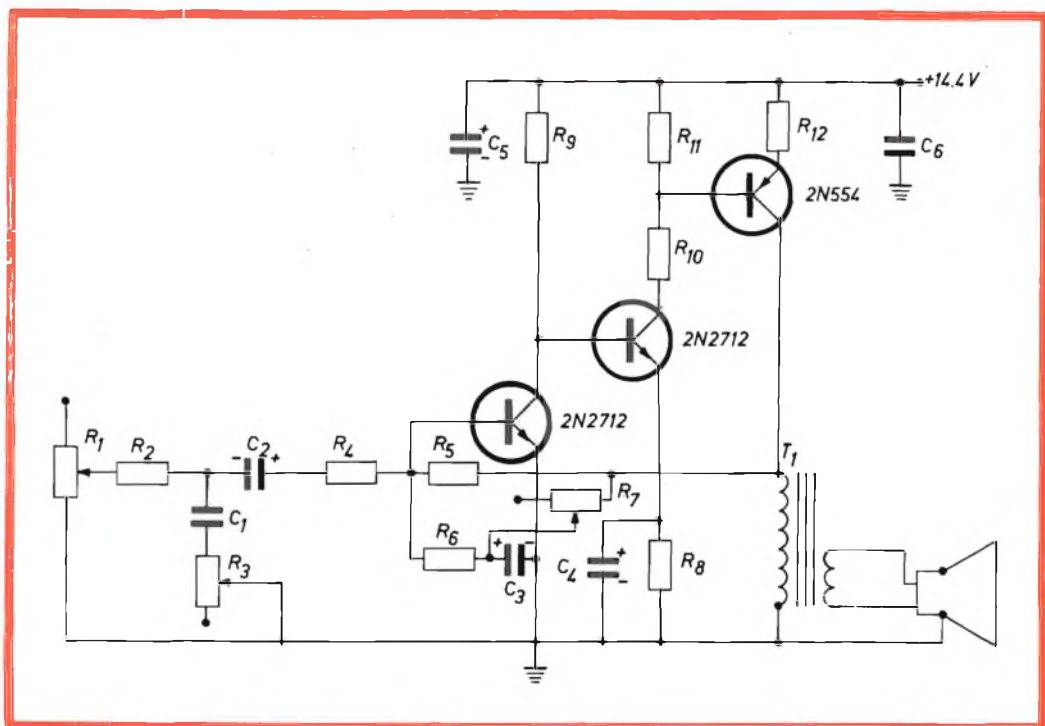 +14,4V
C5
+
-
R9
R11
R12
C6
2N554
R10
2N2712
2N2712
R1
R2
C2
-
+
R4
R5
T1
R7
C1
R6
+
-
C3
C4
+
-
R8
R3